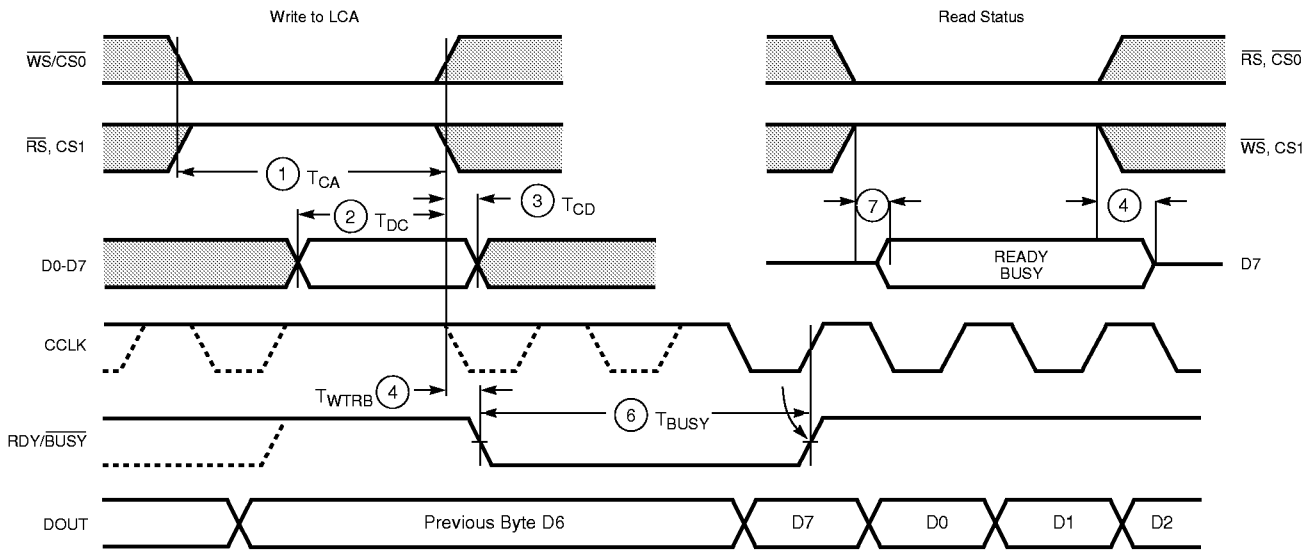 Write to LCA
Read Status
WS/CS0
RS, CS0
RS, CS1
WS, CS1
1 TCA
2 TDC
3 TCD
7
4
D0-D7
READY
BUSY
D7
CCLK
TWTRB 4
6 TBUSY
RDY/BUSY
DOUT
Previous Byte D6
D7
D0
D1
D2